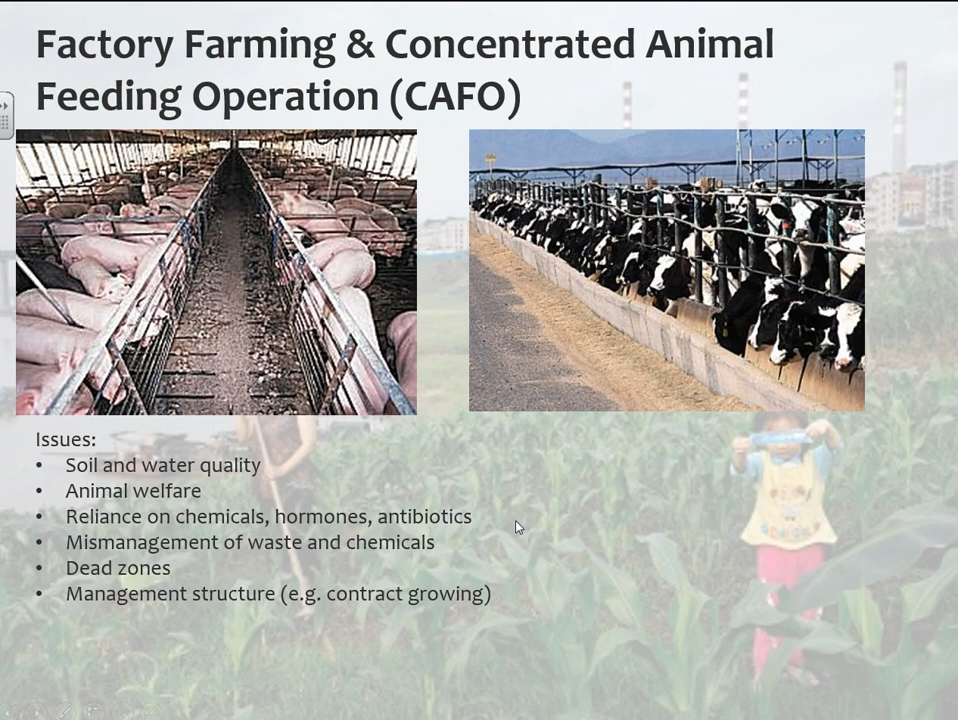 Factory Farming & Concentrated Animal
Feeding Operation (CAFO)
Issues:
• Soil and water quality
• Animal welfare
• Reliance on chemicals, hormones, antibiotics
• Mismanagement of waste and chemicals
• Dead zones
• Management structure (e.g. contract growing)